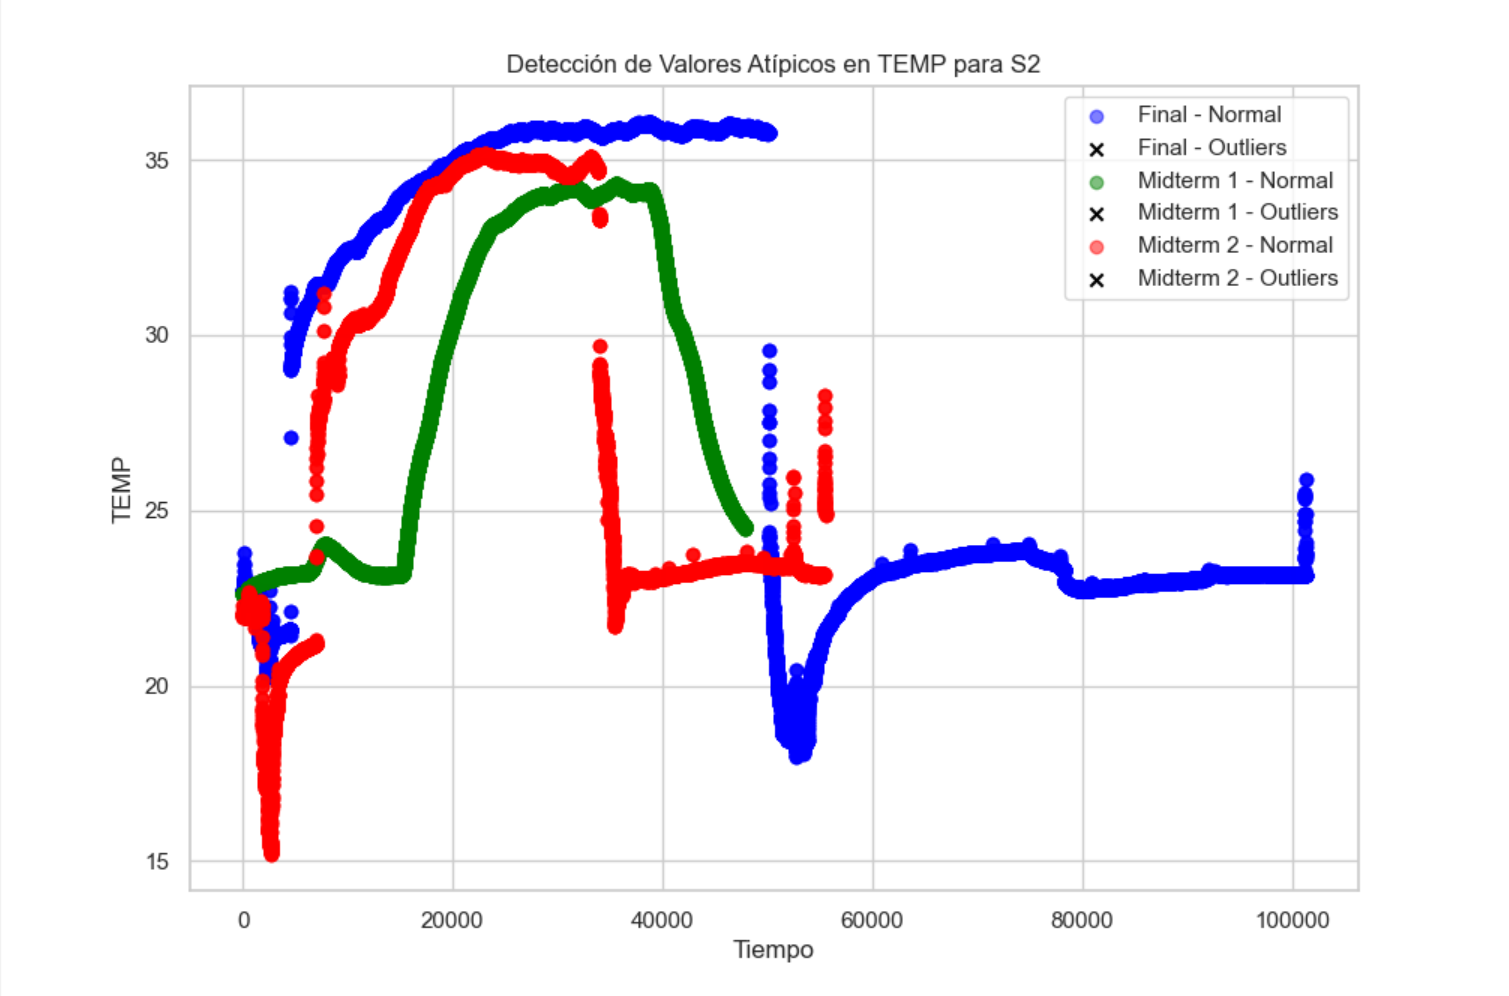 Detección de Valores Atípicos en TEMP para S2
Final - Normal
Final - Outliers
Midterm 1 - Normal
Midterm 1 - Outliers
Midterm 2 - Normal
Midterm 2 - Outliers
35
30
25
20
15
TEMP
0 20000 40000 60000 80000 100000
Tiempo